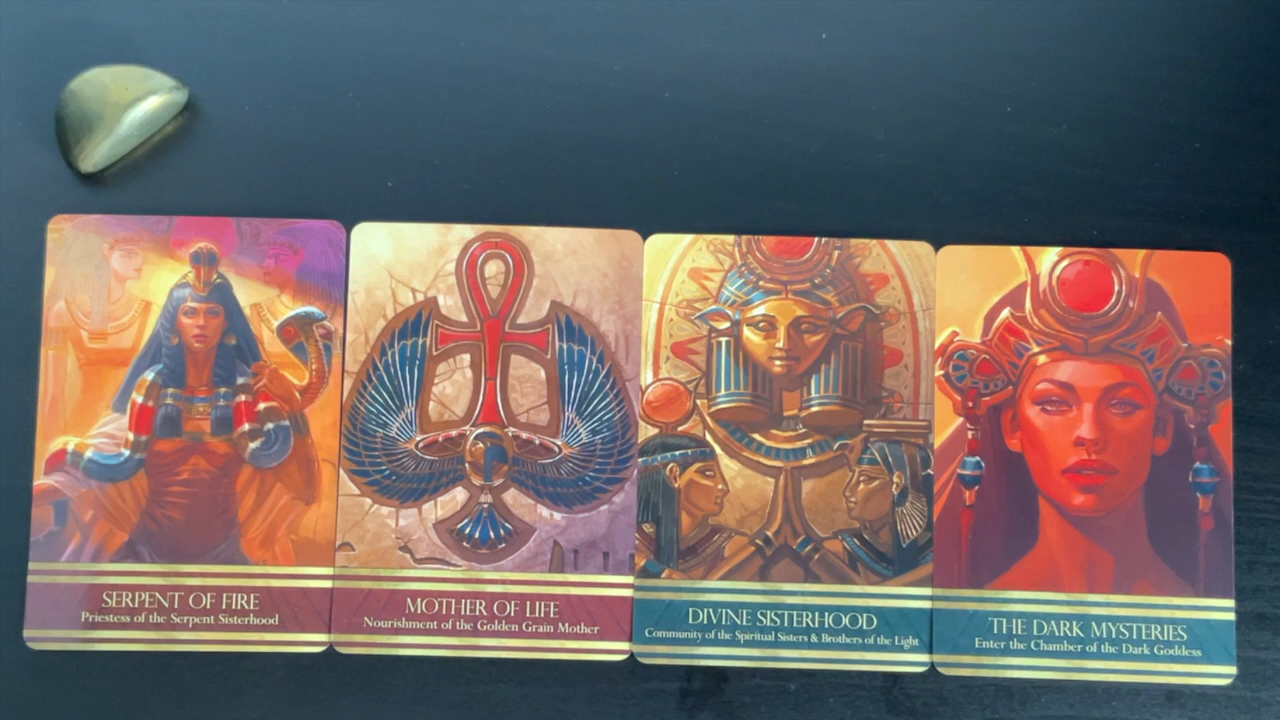 SERPENT OF FIRE
Priestess of the Serpent Sisterhood
MOTHER OF LIFE
Nourishment of the Golden Grain Mother
DIVINE SISTERHOOD
Community of the Spiritual Sisters & Brothers of the Light
THE DARK MYSTERIES
Enter the Chamber of the Dark Goddess